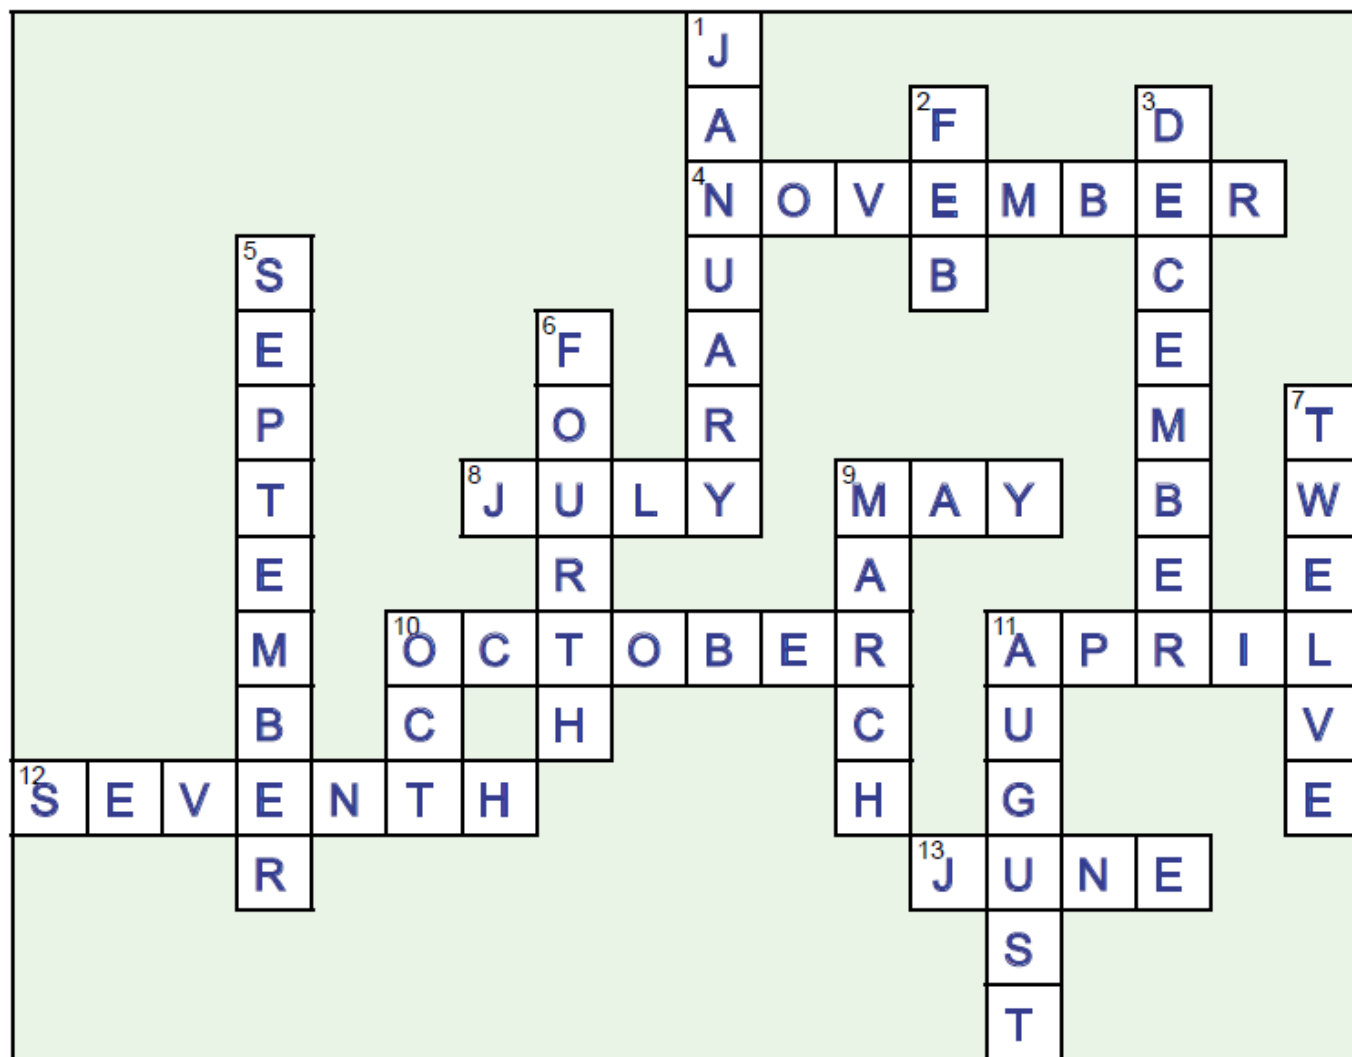 1 J
A 2 F 3 D
4 N O V E M B E R
5 S U B C
E 6 F A E
P O R M 7 T
T 8 J U L Y 9 M A Y B W
E R A E E
M 10 O C T O B E R 11 A P R I L
B C H C U V
12 S E V E N T H H G E
R 13 J U N E
S
T